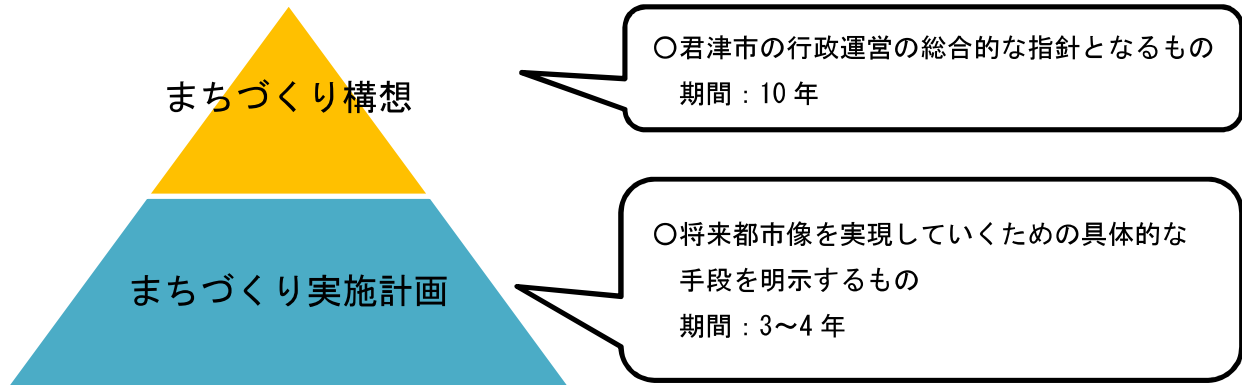 まちづくり構想
〇君津市の行政運営の総合的な指針となるもの
期間：10年
まちづくり実施計画
〇将来都市像を実現していくための具体的な
手段を明示するもの
期間：3～4年